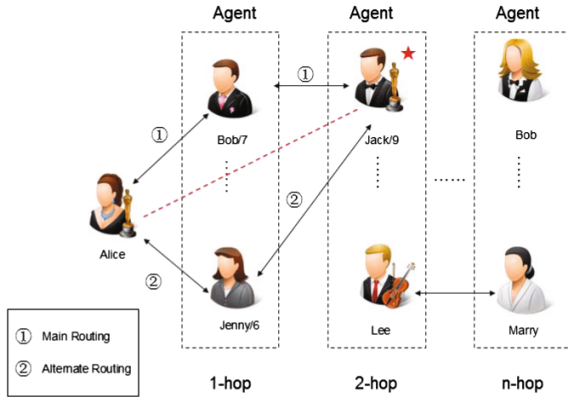 Agent Agent Agent
① Bob/7 Jack/9 Bob
①
②
Alice
②
Jenny/6 Lee Marry
① Main Routing
② Alternate Routing
1-hop 2-hop n-hop